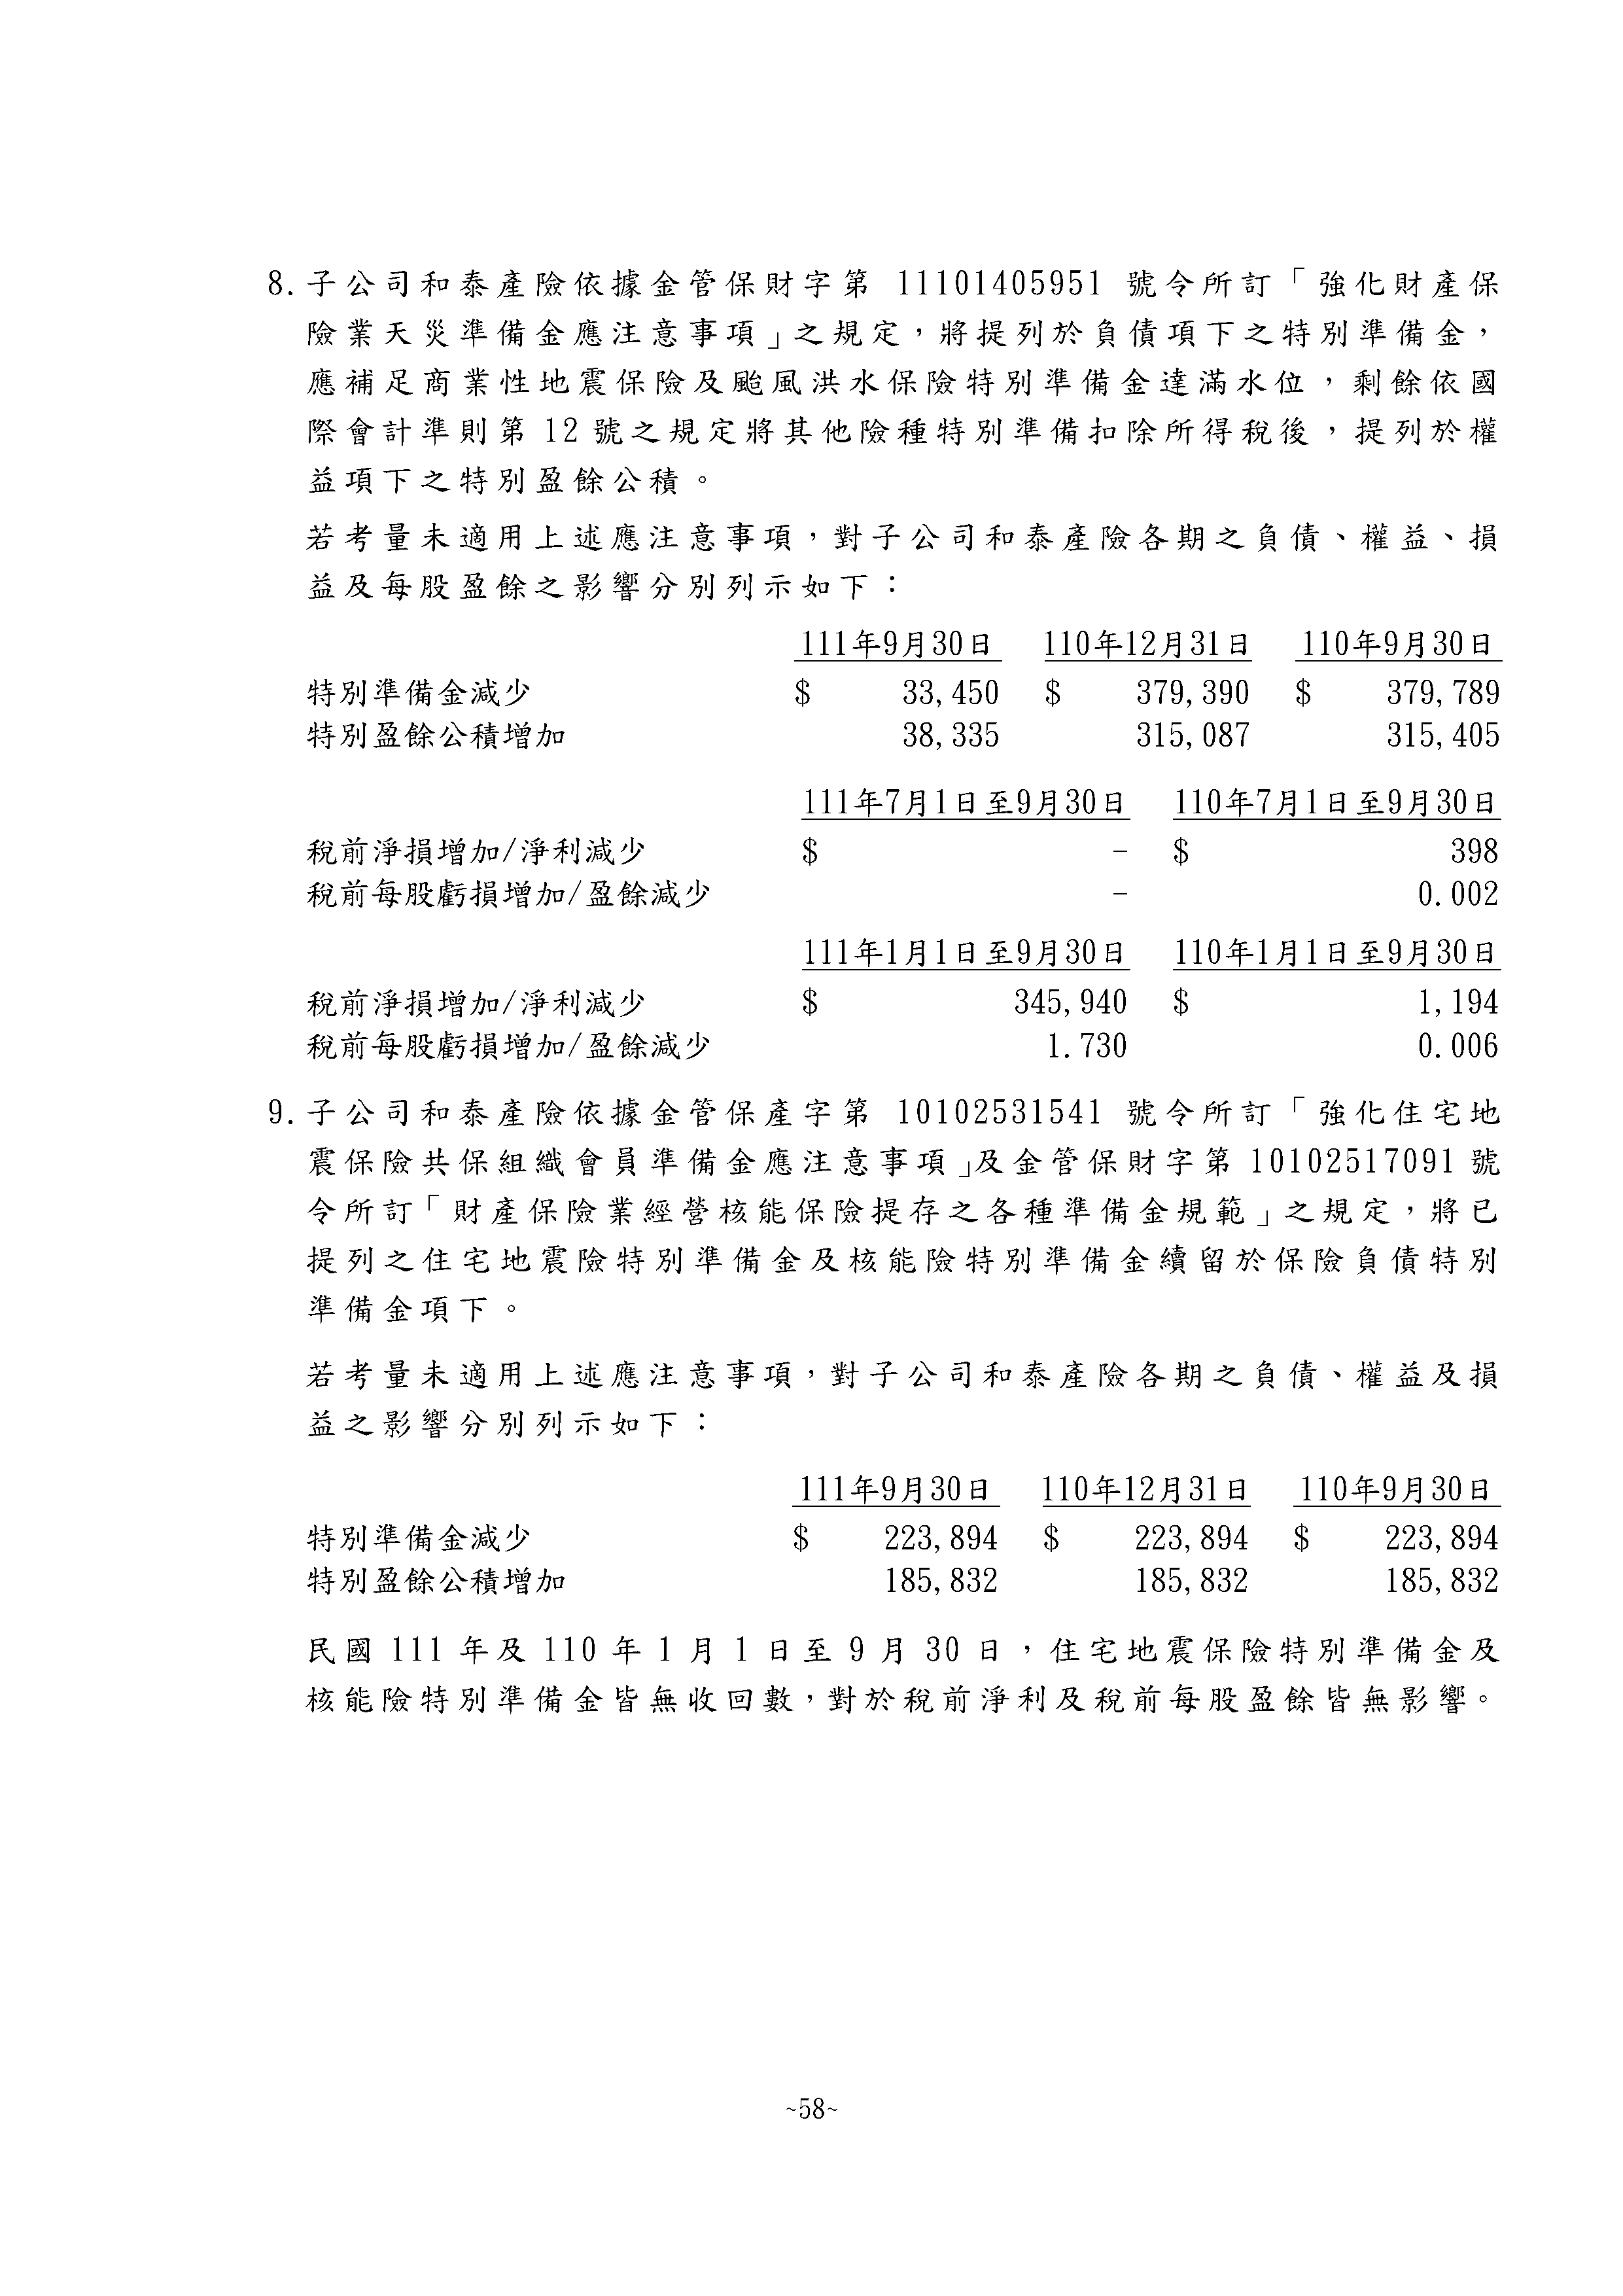 8.子公司和泰產險依據金管保財字第 11101405951 號令所訂「強化財產保
險業天災準備金應注意事項」之規定，將提列於負債項下之特別準備金，
應補足商業性地震保險及颱風洪水保險特別準備金達滿水位，剩餘依國
際會計準則第 12 號之規定將其他險種特別準備扣除所得稅後，提列於權
益項下之特別盈餘公積。
若考量未適用上述應注意事項，對子公司和泰產險各期之負債、權益、損
益及每股盈餘之影響分別列示如下：
111年9月30日 110年12月31日 110年9月30日
特別準備金減少 $ 33,450 $ 379,390 $ 379,789
特別盈餘公積增加 38,335 315,087 315,405
111年7月1日至9月30日 110年7月1日至9月30日
稅前淨損增加/淨利減少 $ - $ 398
稅前每股虧損增加/盈餘減少 - 0.002
111年1月1日至9月30日 110年1月1日至9月30日
稅前淨損增加/淨利減少 $ 345,940 $ 1,194
稅前每股虧損增加/盈餘減少 1.730 0.006
9.子公司和泰產險依據金管保產字第 10102531541 號令所訂「強化住宅地
震保險共保組織會員準備金應注意事項」及金管保財字第 10102517091 號
令所訂「財產保險業經營核能保險提存之各種準備金規範」之規定，將已
提列之住宅地震險特別準備金及核能險特別準備金續留於保險負債特別
準備金項下。
若考量未適用上述應注意事項，對子公司和泰產險各期之負債、權益及損
益之影響分別列示如下：
111年9月30日 110年12月31日 110年9月30日
特別準備金減少 $ 223,894 $ 223,894 $ 223,894
特別盈餘公積增加 185,832 185,832 185,832
民國 111 年及 110 年 1 月 1 日至 9 月 30 日，住宅地震保險特別準備金及
核能險特別準備金皆無收回數，對於稅前淨利及稅前每股盈餘皆無影響。
~58~